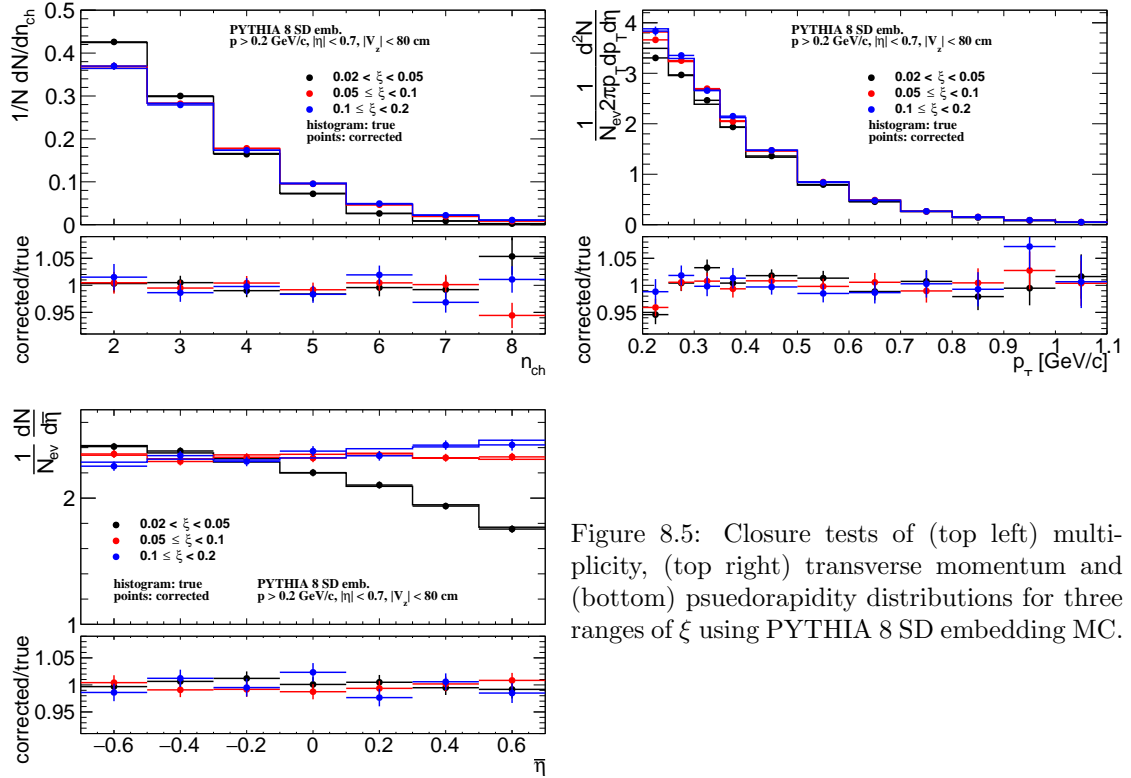 PYTHIA 8 SD emb.
p > 0.2 GeV/c, |η| < 0.7, |V_z| < 80 cm
0.02 < ξ < 0.05
0.05 ≤ ξ < 0.1
0.1 ≤ ξ < 0.2
histogram: true
points: corrected
1/N dN/dn_ch
0.4
0.3
0.2
0.1
0
corrected/true
1.05
1
0.95
2 3 4 5 6 7 8
n_ch
PYTHIA 8 SD emb.
p > 0.2 GeV/c, |η| < 0.7, |V_z| < 80 cm
0.02 < ξ < 0.05
0.05 ≤ ξ < 0.1
0.1 ≤ ξ < 0.2
histogram: true
points: corrected
1/N_ev 1/2πp_T d²N/dp_T dη
4
3
2
1
0
corrected/true
1.05
1
0.95
0.2 0.3 0.4 0.5 0.6 0.7 0.8 0.9 1 1.1
p_T [GeV/c]
1/N_ev dN/dη̅
2
1
0.02 < ξ < 0.05
0.05 ≤ ξ < 0.1
0.1 ≤ ξ < 0.2
histogram: true
points: corrected
PYTHIA 8 SD emb.
p > 0.2 GeV/c, |η| < 0.7, |V_z| < 80 cm
corrected/true
1.05
1
0.95
−0.6 −0.4 −0.2 0 0.2 0.4 0.6
η̅
Figure 8.5: Closure tests of (top left) multi-
plicity, (top right) transverse momentum and
(bottom) psuedorapidity distributions for three
ranges of ξ using PYTHIA 8 SD embedding MC.